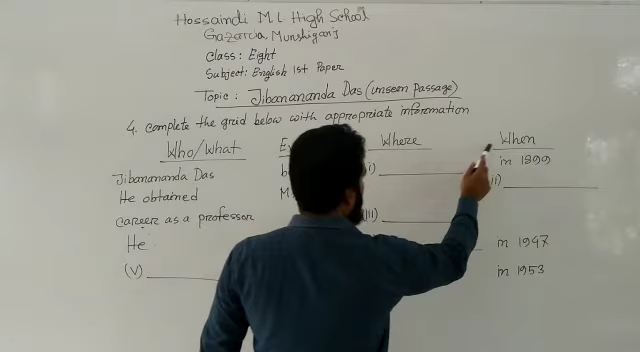 Hossaindi M.L High School
Gazaria Munshiganj
Class: Eight
Subject: English 1st Paper
Topic: Jibanananda Das (unseen passage)
4. Complete the grid below with appropriate information
Who/What Where When
Jibanananda Das in 1899
He obtained
career as a professor (III)
He in 1947
(V) in 1953